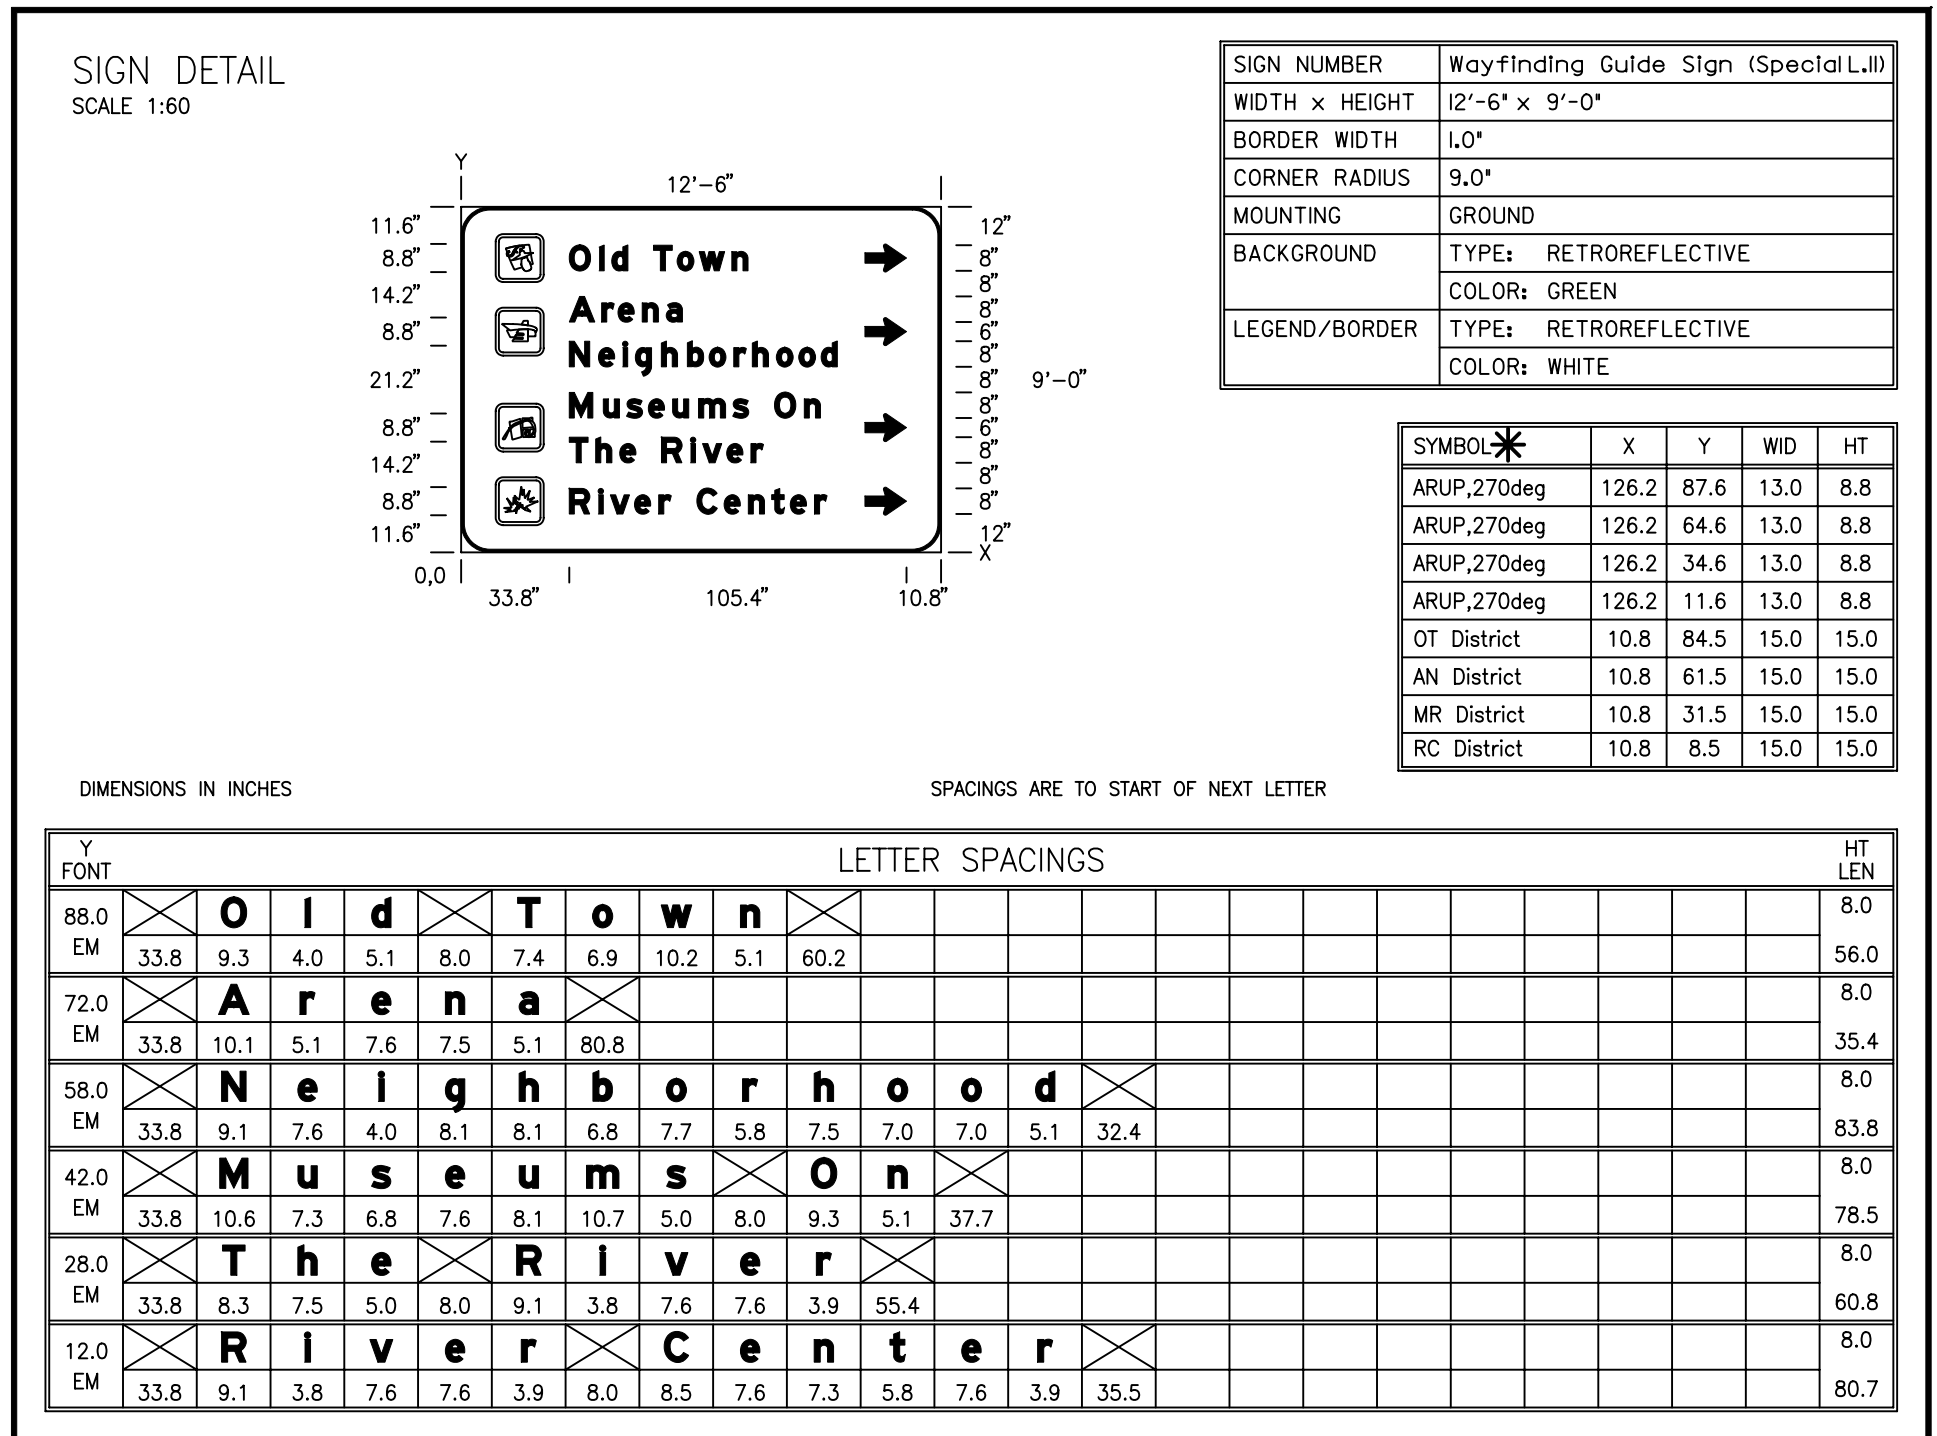 SIGN DETAIL
SCALE 1:60
SIGN NUMBER Wayfinding Guide Sign (Special L.II)
WIDTH x HEIGHT 12'-6" x 9'-0"
BORDER WIDTH 1.0"
CORNER RADIUS 9.0"
MOUNTING GROUND
BACKGROUND TYPE: RETROREFLECTIVE
COLOR: GREEN
LEGEND/BORDER TYPE: RETROREFLECTIVE
COLOR: WHITE
Y
12'-6"
11.6"
8.8"
14.2"
8.8"
21.2"
8.8"
14.2"
8.8"
11.6"
Old Town
Arena
Neighborhood
Museums On
The River
River Center
12"
8"
8"
8"
6"
8"
8"
8"
6"
8"
8"
8"
12"
X
9'-0"
0,0
33.8" 105.4" 10.8"
SYMBOL X Y WID HT
ARUP,270deg 126.2 87.6 13.0 8.8
ARUP,270deg 126.2 64.6 13.0 8.8
ARUP,270deg 126.2 34.6 13.0 8.8
ARUP,270deg 126.2 11.6 13.0 8.8
OT District 10.8 84.5 15.0 15.0
AN District 10.8 61.5 15.0 15.0
MR District 10.8 31.5 15.0 15.0
RC District 10.8 8.5 15.0 15.0
DIMENSIONS IN INCHES SPACINGS ARE TO START OF NEXT LETTER
Y FONT LETTER SPACINGS HT LEN
88.0 O l d T o w n 8.0
EM 33.8 9.3 4.0 5.1 8.0 7.4 6.9 10.2 5.1 60.2 56.0
72.0 A r e n a 8.0
EM 33.8 10.1 5.1 7.6 7.5 5.1 80.8 35.4
58.0 N e i g h b o r h o o d 8.0
EM 33.8 9.1 7.6 4.0 8.1 8.1 6.8 7.7 5.8 7.5 7.0 7.0 5.1 32.4 83.8
42.0 M u s e u m s O n 8.0
EM 33.8 10.6 7.3 6.8 7.6 8.1 10.7 5.0 8.0 9.3 5.1 37.7 78.5
28.0 T h e R i v e r 8.0
EM 33.8 8.3 7.5 5.0 8.0 9.1 3.8 7.6 7.6 3.9 55.4 60.8
12.0 R i v e r C e n t e r 8.0
EM 33.8 9.1 3.8 7.6 7.6 3.9 8.0 8.5 7.6 7.3 5.8 7.6 3.9 35.5 80.7